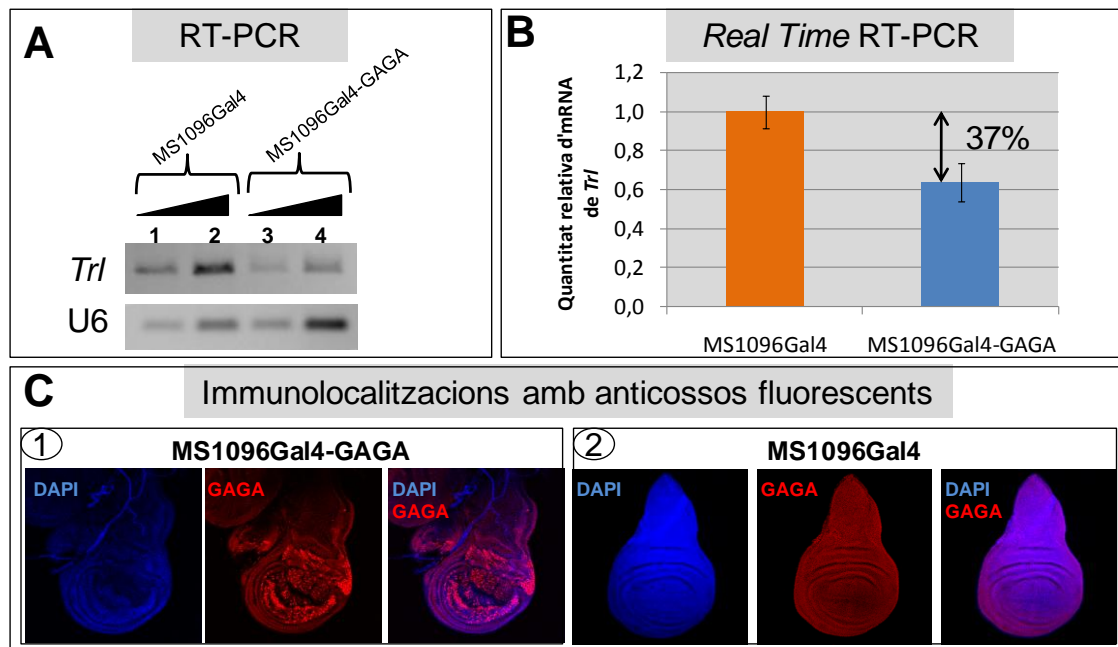 A
RT-PCR
MS1096Gal4
MS1096Gal4-GAGA
1 2 3 4
Trl
U6
B
Real Time RT-PCR
Quantitat relativa d'mRNA
de Trl
1,2
1,0
0,8
0,6
0,4
0,2
0,0
37%
MS1096Gal4 MS1096Gal4-GAGA
C
Immunolocalitzacions amb anticossos fluorescents
1
MS1096Gal4-GAGA
DAPI
GAGA
DAPI
GAGA
2
MS1096Gal4
DAPI
GAGA
DAPI
GAGA